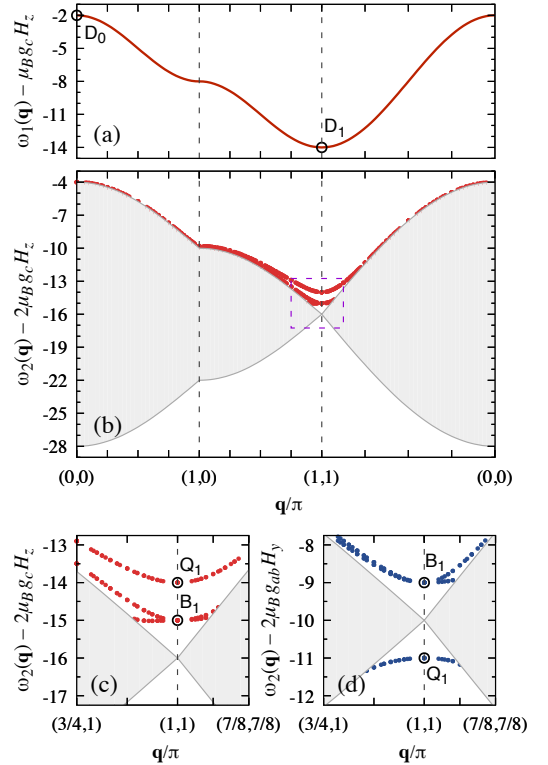 -2
-5
-8
-11
-14
ω₁(q) − μ_B g_c H_z
D₀
D₁
(a)
-4
-7
-10
-13
-16
-19
-22
-25
-28
ω₂(q) − 2μ_B g_c H_z
(b)
(0,0) (1,0) (1,1) (0,0)
q/π
-13
-14
-15
-16
-17
ω₂(q) − 2μ_B g_c H_z
Q₁
B₁
(c)
(3/4,1) (1,1) (7/8,7/8)
q/π
-8
-9
-10
-11
-12
ω₂(q) − 2μ_B g_ab H_y
B₁
Q₁
(d)
(3/4,1) (1,1) (7/8,7/8)
q/π